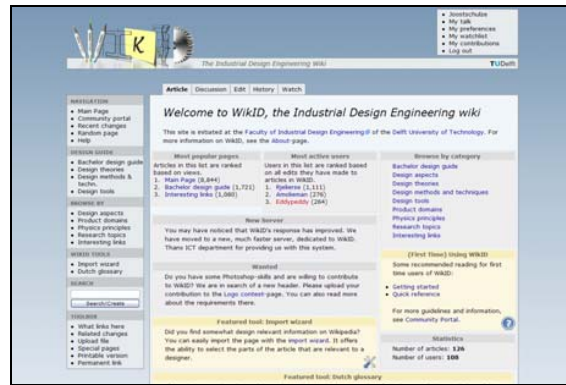 Joostschulze
My talk
My preferences
My watchlist
My contributions
Log out
W
K
The Industrial Design Engineering Wiki
TUDelft
Article Discussion Edit History Watch
NAVIGATION
Main Page
Community portal
Recent changes
Random page
Help
DESIGN GUIDE
Bachelor design guide
Design theories
Design methods &
techn.
Design tools
BROWSE BY
Design aspects
Product domains
Physics principles
Research topics
Interesting links
WIKID TOOLS
Import wizard
Dutch glossary
SEARCH
Search/Create
TOOLBOX
What links here
Related changes
Upload file
Special pages
Printable version
Permanent link
Welcome to WikID, the Industrial Design Engineering wiki
This site is initiated at the Faculty of Industrial Design Engineering of the Delft University of Technology. For
more information on WikID, see the About-page.
Most popular pages
Articles in this list are ranked
based on views.
1. Main Page (8,844)
2. Bachelor design guide (1,721)
3. Interesting links (1,080)
Most active users
Users in this list are ranked based
on all edits they have made to
articles in WikID.
1. Rjelierse (1,111)
2. Amoleman (276)
3. Eddypeddy (264)
New Server
You may have noticed that WikID's response has improved. We
have moved to a new, much faster server, dedicated to WikID.
Thanx ICT department for providing us with this system.
Wanted
Do you have some Photoshop-skills and are willing to contribute
to WikID? We are in search of a new header. Please upload your
contribution to the Logo contest-page. You can also read more
about the requirements there.
Featured tool: Import wizard
Did you find somewhat design relevant information on Wikipedia?
You can easily import the page with the import wizard. It offers
the ability to select the parts of the article that are relevant to a
designer.
Featured tool: Dutch glossary
Browse by category
Bachelor design guide
Design aspects
Design theories
Design methods and techniques
Design tools
Product domains
Physics principles
Research topics
Interesting links
(First time) Using WikID
Some recommended reading for first
time users of WikID:
Getting started
Quick reference
For more guidelines and information,
see Community Portal.
Statistics
Number of articles: 126
Number of users: 108